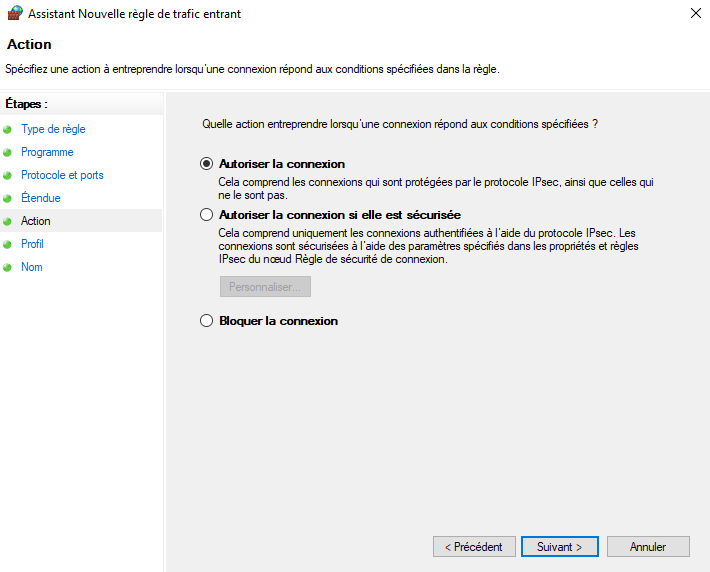 Assistant Nouvelle règle de trafic entrant
Action
Spécifiez une action à entreprendre lorsqu'une connexion répond aux conditions spécifiées dans la règle.
Étapes :
Type de règle
Programme
Protocole et ports
Étendue
Action
Profil
Nom
Quelle action entreprendre lorsqu'une connexion répond aux conditions spécifiées ?
Autoriser la connexion
Cela comprend les connexions qui sont protégées par le protocole IPsec, ainsi que celles qui
ne le sont pas.
Autoriser la connexion si elle est sécurisée
Cela comprend uniquement les connexions authentifiées à l'aide du protocole IPsec. Les
connexions sont sécurisées à l'aide des paramètres spécifiés dans les propriétés et règles
IPsec du nœud Règle de sécurité de connexion.
Personnaliser...
Bloquer la connexion
< Précédent
Suivant >
Annuler